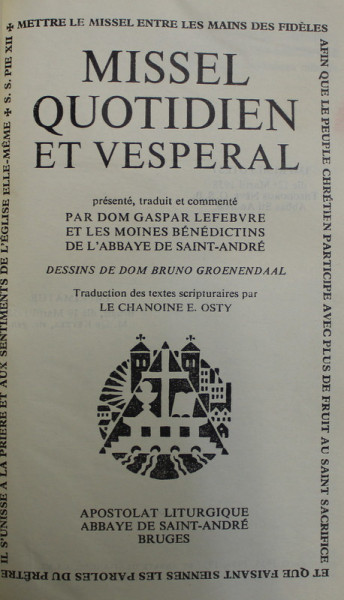 ✠ METTRE LE MISSEL ENTRE LES MAINS DES FIDÈLES
AFIN QUE LE PEUPLE CHRÉTIEN PARTICIPE AVEC PLUS DE FRUIT AU SAINT SACRIFICE
ET QUE FAISANT SIENNES LES PAROLES DU PRÊTRE
IL S'UNISSE A LA PRIÈRE ET AUX SENTIMENTS DE L'ÉGLISE ELLE-MÊME ✠ S. S. PIE XII
MISSEL
QUOTIDIEN
ET VESPERAL
présenté, traduit et commenté
PAR DOM GASPAR LEFEBVRE
ET LES MOINES BÉNÉDICTINS
DE L'ABBAYE DE SAINT-ANDRÉ
DESSINS DE DOM BRUNO GROENENDAAL
Traduction des textes scripturaires par
LE CHANOINE E. OSTY
APOSTOLAT LITURGIQUE
ABBAYE DE SAINT-ANDRÉ
BRUGES